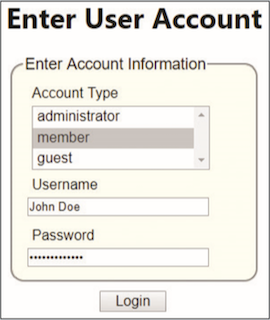 Enter User Account
Enter Account Information
Account Type
administrator
member
guest
Username
John Doe
Password
•••••••••••••
Login